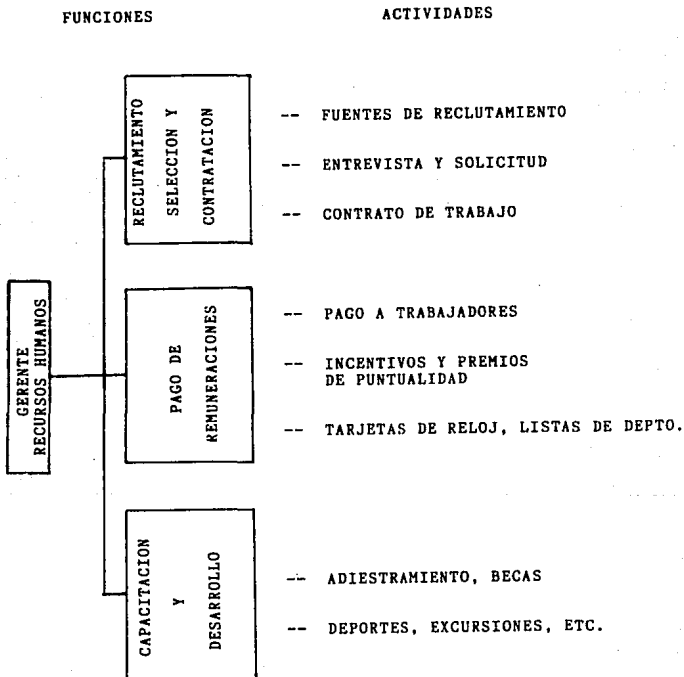 FUNCIONES
ACTIVIDADES
GERENTE
RECURSOS HUMANOS
RECLUTAMIENTO
SELECCION Y
CONTRATACION
-- FUENTES DE RECLUTAMIENTO
-- ENTREVISTA Y SOLICITUD
-- CONTRATO DE TRABAJO
PAGO DE
REMUNERACIONES
-- PAGO A TRABAJADORES
-- INCENTIVOS Y PREMIOS
DE PUNTUALIDAD
-- TARJETAS DE RELOJ, LISTAS DE DEPTO.
CAPACITACION
Y
DESARROLLO
-- ADIESTRAMIENTO, BECAS
-- DEPORTES, EXCURSIONES, ETC.